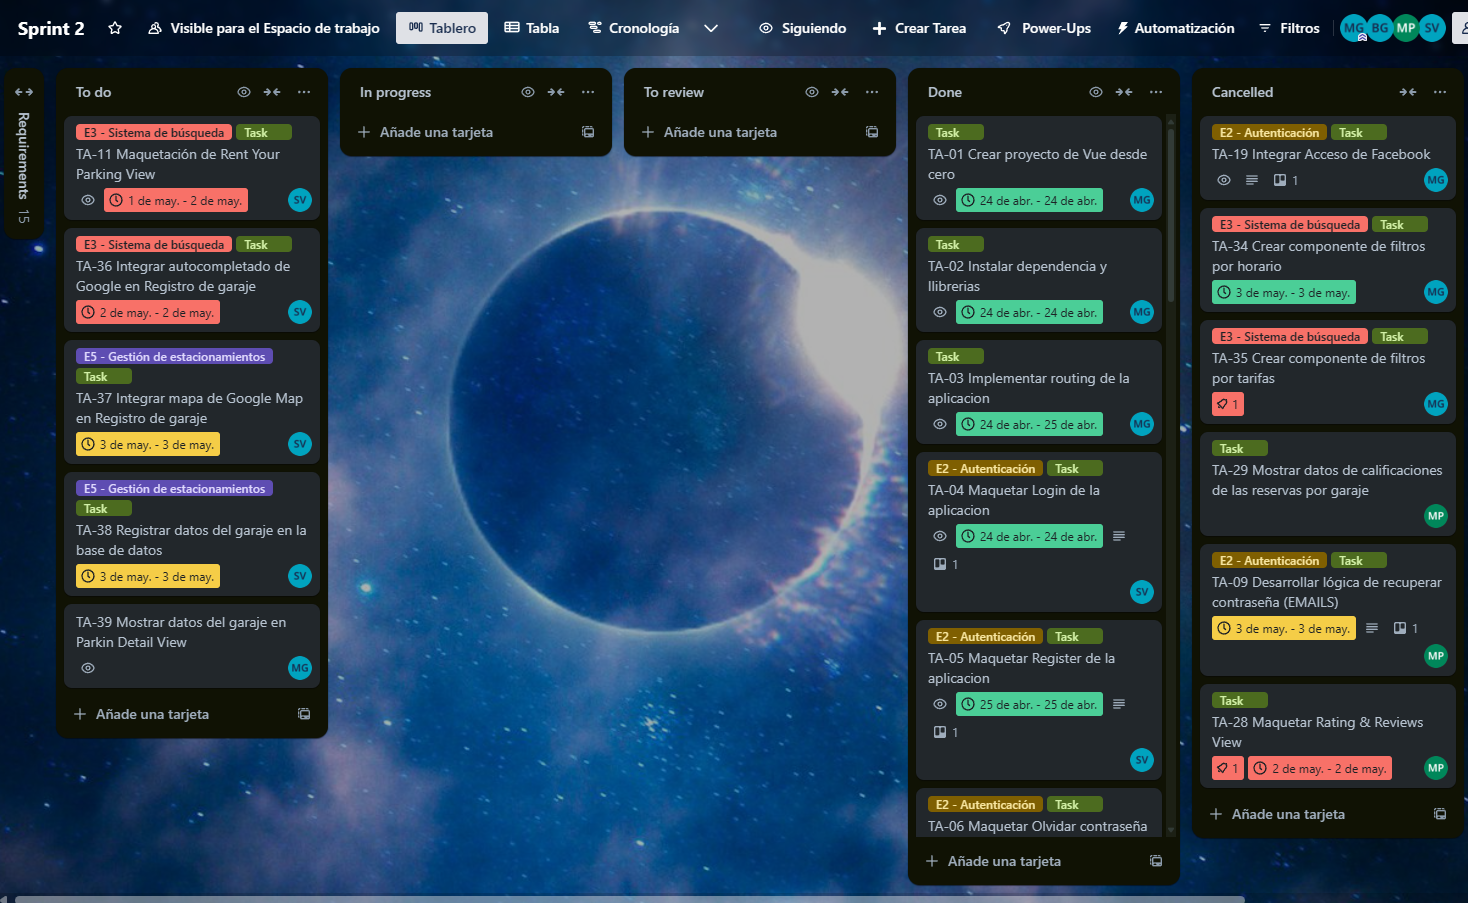 Sprint 2
Visible para el Espacio de trabajo
Tablero
Tabla
Cronología
Siguiendo
Crear Tarea
Power-Ups
Automatización
Filtros
MG
BG
MP
SV
Requirements 15
To do
E3 - Sistema de búsqueda
Task
TA-11 Maquetación de Rent Your
Parking View
1 de may. - 2 de may.
SV
E3 - Sistema de búsqueda
Task
TA-36 Integrar autocompletado de
Google en Registro de garaje
2 de may. - 2 de may.
SV
E5 - Gestión de estacionamientos
Task
TA-37 Integrar mapa de Google Map
en Registro de garaje
3 de may. - 3 de may.
SV
E5 - Gestión de estacionamientos
Task
TA-38 Registrar datos del garaje en la
base de datos
3 de may. - 3 de may.
SV
TA-39 Mostrar datos del garaje en
Parkin Detail View
MG
Añade una tarjeta
In progress
Añade una tarjeta
To review
Añade una tarjeta
Done
Task
TA-01 Crear proyecto de Vue desde
cero
24 de abr. - 24 de abr.
MG
Task
TA-02 Instalar dependencia y
llibrerias
24 de abr. - 24 de abr.
MG
Task
TA-03 Implementar routing de la
aplicacion
24 de abr. - 25 de abr.
MG
E2 - Autenticación
Task
TA-04 Maquetar Login de la
aplicacion
24 de abr. - 24 de abr.
1
SV
E2 - Autenticación
Task
TA-05 Maquetar Register de la
aplicacion
25 de abr. - 25 de abr.
1
SV
E2 - Autenticación
Task
TA-06 Maquetar Olvidar contraseña
Añade una tarjeta
Cancelled
E2 - Autenticación
Task
TA-19 Integrar Acceso de Facebook
1
MG
E3 - Sistema de búsqueda
Task
TA-34 Crear componente de filtros
por horario
3 de may. - 3 de may.
MG
E3 - Sistema de búsqueda
Task
TA-35 Crear componente de filtros
por tarifas
1
MG
Task
TA-29 Mostrar datos de calificaciones
de las reservas por garaje
MP
E2 - Autenticación
Task
TA-09 Desarrollar lógica de recuperar
contraseña (EMAILS)
3 de may. - 3 de may.
1
MP
Task
TA-28 Maquetar Rating & Reviews
View
1
2 de may. - 2 de may.
MP
Añade una tarjeta